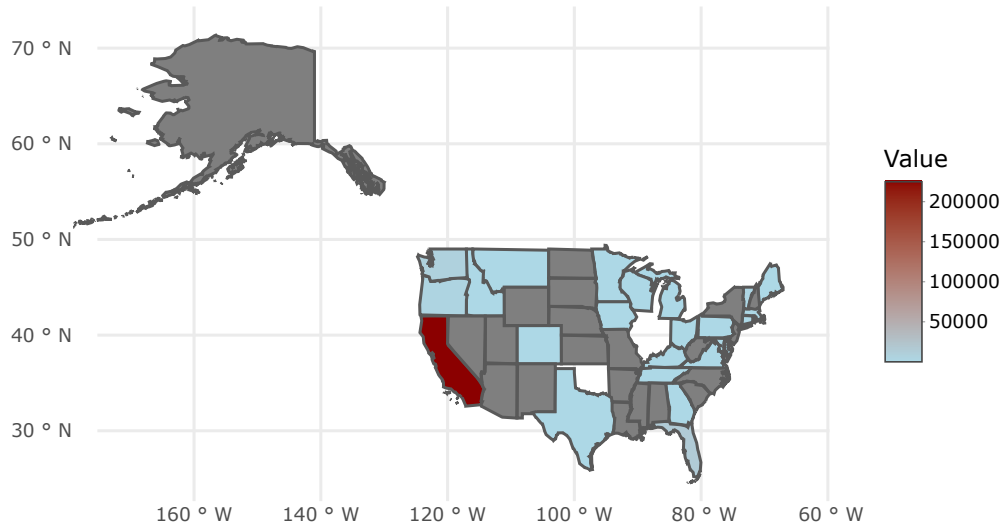 70 ° N
60 ° N
50 ° N
40 ° N
30 ° N
160 ° W 140 ° W 120 ° W 100 ° W 80 ° W 60 ° W
Value
200000
150000
100000
50000